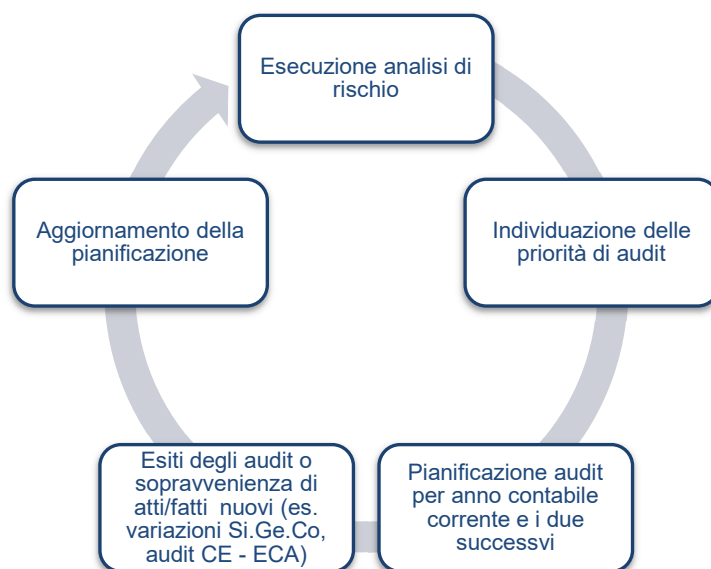 Esecuzione analisi di
rischio
Individuazione delle
priorità di audit
Pianificazione audit
per anno contabile
corrente e i due
successvi
Esiti degli audit o
sopravvenienza di
atti/fatti nuovi (es.
variazioni Si.Ge.Co,
audit CE - ECA)
Aggiornamento della
pianificazione